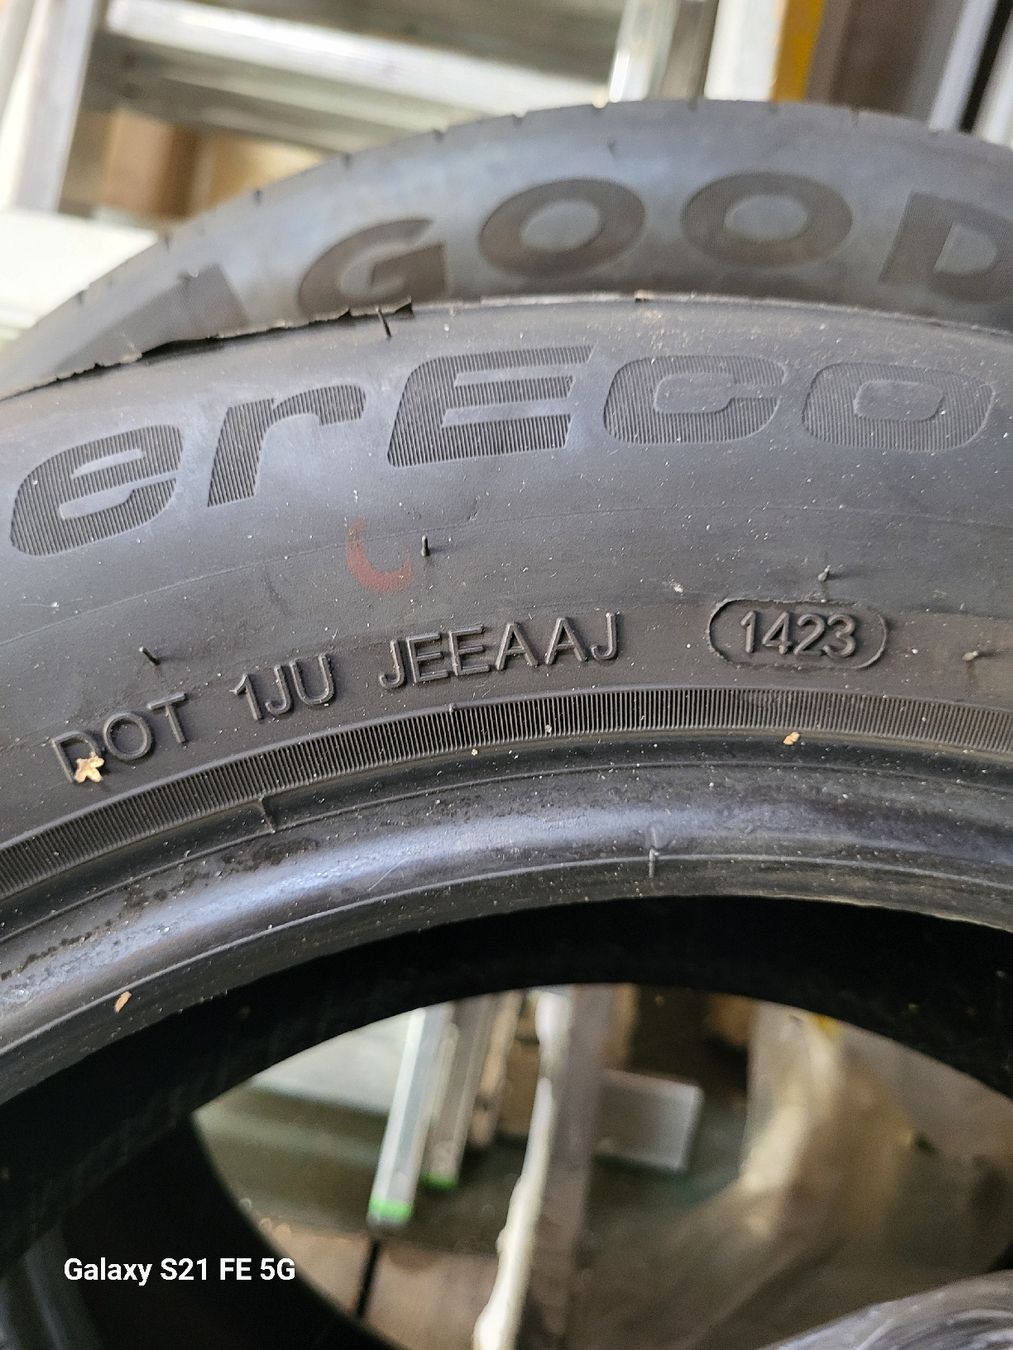 GOOD
erEco
DOT 1JU JEEAAJ 1423
Galaxy S21 FE 5G